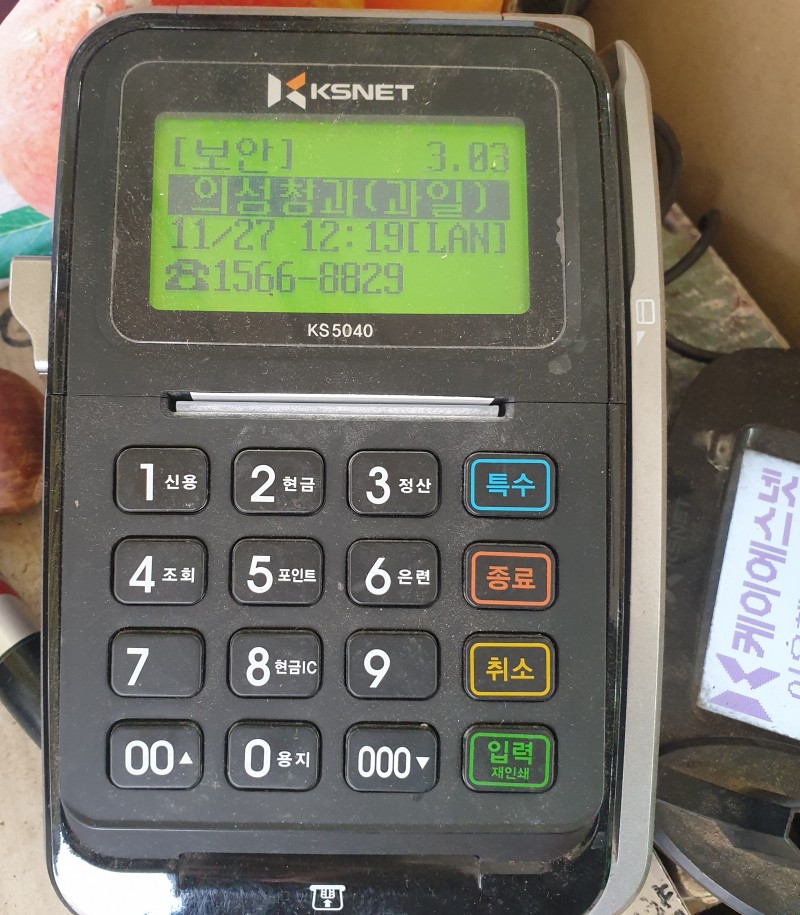 KSNET
[보안] 3.03
의성청과(과일)
11/27 12:19[LAN]
☎1566-8829
KS5040
1 신용 2 현금 3 정산 특수
4 조회 5 포인트 6 은련 종료
7 8 현금IC 9 취소
00▲ 0 용지 000▼ 입력
재인쇄
케이에스넷